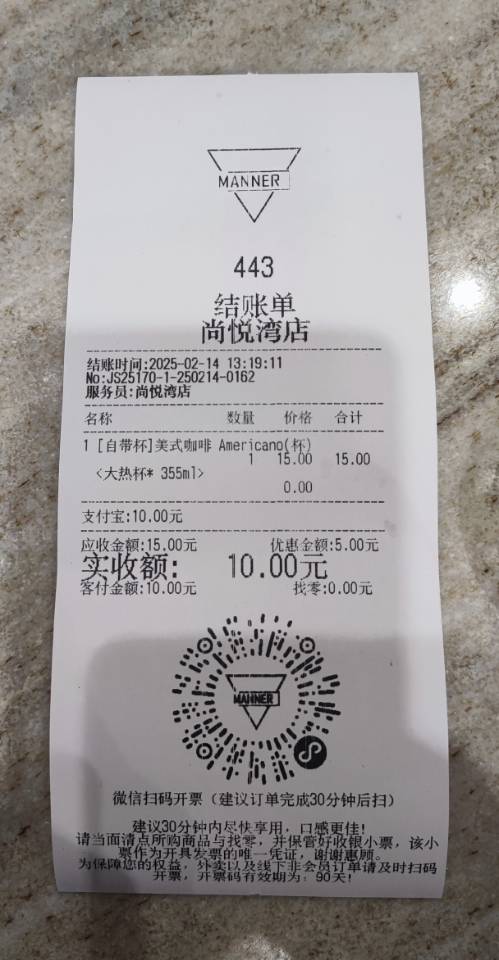 MANNER
443
结账单
尚悦湾店
结账时间:2025-02-14 13:19:11
No:JS25170-1-250214-0162
服务员:尚悦湾店
名称 数量 价格 合计
1 [自带杯]美式咖啡 Americano(杯)
1 15.00 15.00
<大热杯* 355ml>
0.00
支付宝:10.00元
应收金额:15.00元 优惠金额:5.00元
实收额: 10.00元
客付金额:10.00元 找零:0.00元
MANNER
微信扫码开票（建议订单完成30分钟后扫）
建议30分钟内尽快享用，口感更佳!
请当面清点所购商品与找零，并保管好收银小票，该小
票作为开具发票的唯一凭证，谢谢惠顾。
为保障您的权益，外卖以及线下非会员订单请及时扫码
开票，开票码有效期为：90天!